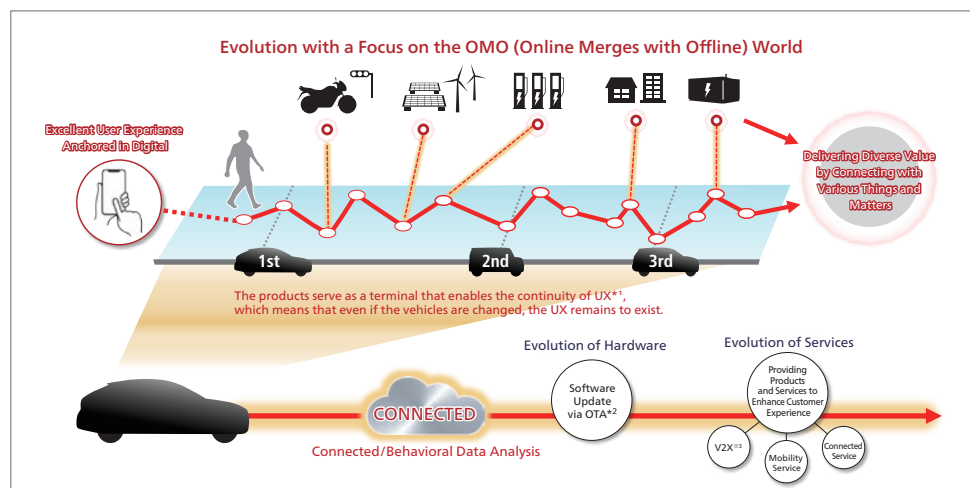 Evolution with a Focus on the OMO (Online Merges with Offline) World
Excellent User Experience
Anchored in Digital
Delivering Diverse Value
by Connecting with
Various Things and
Matters
1st
2nd
3rd
The products serve as a terminal that enables the continuity of UX*¹,
which means that even if the vehicles are changed, the UX remains to exist.
Evolution of Hardware
Evolution of Services
Software
Update
via OTA*²
Providing
Products
and Services to
Enhance Customer
Experience
CONNECTED
Connected/Behavioral Data Analysis
V2X※³
Mobility
Service
Connected
Service